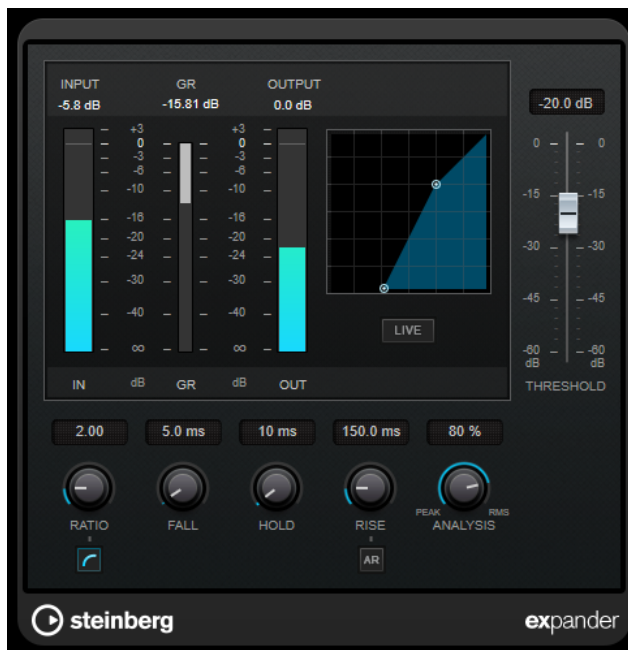 INPUT GR OUTPUT
-5.8 dB -15.81 dB 0.0 dB
-20.0 dB
+3 +3
0 0
-3 -3
-6 -6
-10 -10
-16 -16
-20 -20
-24 -24
-30 -30
-40 -40
∞ ∞
0 0
-15 -15
-30 -30
-45 -45
-60 -60
dB dB
THRESHOLD
LIVE
IN dB GR dB OUT
2.00 5.0 ms 10 ms 150.0 ms 80 %
PEAK RMS
RATIO FALL HOLD RISE ANALYSIS
AR
steinberg expander